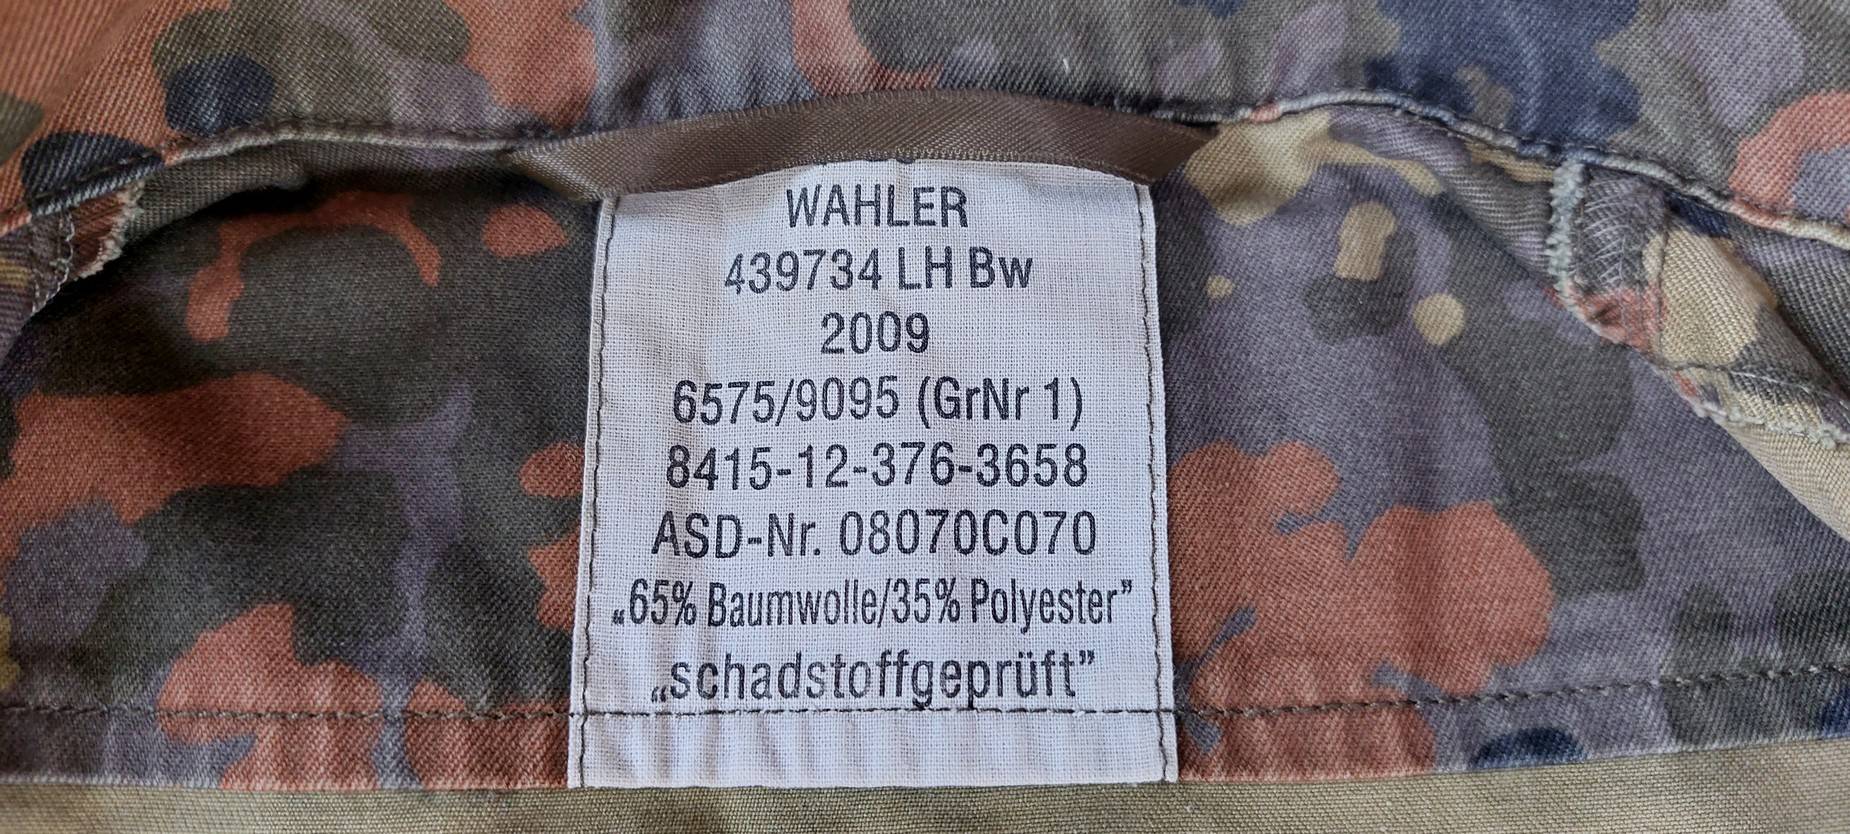 WAHLER
439734 LH Bw
2009
6575/9095 (GrNr 1)
8415-12-376-3658
ASD-Nr. 08070C070
„65% Baumwolle/35% Polyester”
„schadstoffgeprüft”